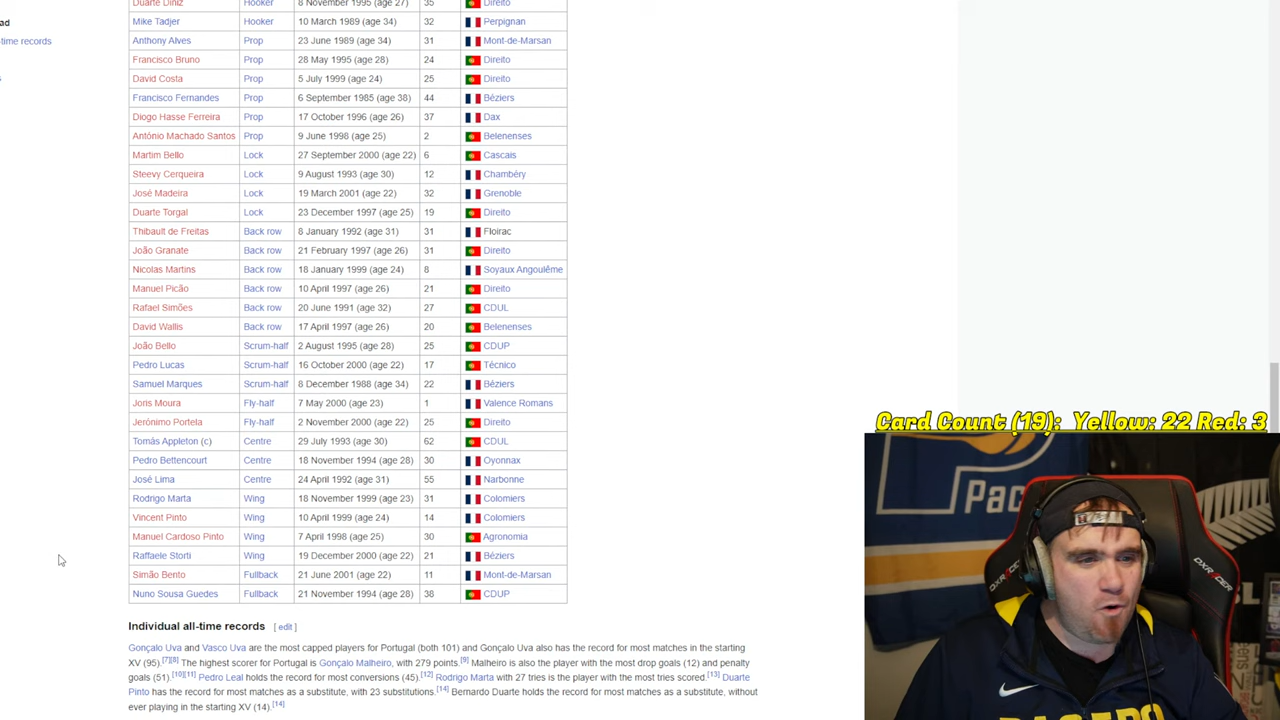 ad
-time records
s
Duarte Diniz Hooker 8 November 1995 (age 27) 35 Direito
Mike Tadjer Hooker 10 March 1989 (age 34) 32 Perpignan
Anthony Alves Prop 23 June 1989 (age 34) 31 Mont-de-Marsan
Francisco Bruno Prop 28 May 1995 (age 28) 24 Direito
David Costa Prop 5 July 1999 (age 24) 25 Direito
Francisco Fernandes Prop 6 September 1985 (age 38) 44 Béziers
Diogo Hasse Ferreira Prop 17 October 1996 (age 26) 37 Dax
António Machado Santos Prop 9 June 1998 (age 25) 2 Belenenses
Martim Bello Lock 27 September 2000 (age 22) 6 Cascais
Steevy Cerqueira Lock 9 August 1993 (age 30) 12 Chambéry
José Madeira Lock 19 March 2001 (age 22) 32 Grenoble
Duarte Torgal Lock 23 December 1997 (age 25) 19 Direito
Thibault de Freitas Back row 8 January 1992 (age 31) 31 Floirac
João Granate Back row 21 February 1997 (age 26) 31 Direito
Nicolas Martins Back row 18 January 1999 (age 24) 8 Soyaux Angoulême
Manuel Picão Back row 10 April 1997 (age 26) 21 Direito
Rafael Simões Back row 20 June 1991 (age 32) 27 CDUL
David Wallis Back row 17 April 1997 (age 26) 20 Belenenses
João Bello Scrum-half 2 August 1995 (age 28) 25 CDUP
Pedro Lucas Scrum-half 16 October 2000 (age 22) 17 Técnico
Samuel Marques Scrum-half 8 December 1988 (age 34) 22 Béziers
Joris Moura Fly-half 7 May 2000 (age 23) 1 Valence Romans
Jerónimo Portela Fly-half 2 November 2000 (age 22) 25 Direito
Tomás Appleton (c) Centre 29 July 1993 (age 30) 62 CDUL
Pedro Bettencourt Centre 18 November 1994 (age 28) 30 Oyonnax
José Lima Centre 24 April 1992 (age 31) 55 Narbonne
Rodrigo Marta Wing 18 November 1999 (age 23) 31 Colomiers
Vincent Pinto Wing 10 April 1999 (age 24) 14 Colomiers
Manuel Cardoso Pinto Wing 7 April 1998 (age 25) 30 Agronomia
Raffaele Storti Wing 19 December 2000 (age 22) 21 Béziers
Simão Bento Fullback 21 June 2001 (age 22) 11 Mont-de-Marsan
Nuno Sousa Guedes Fullback 21 November 1994 (age 28) 38 CDUP
Individual all-time records [ edit ]
Gonçalo Uva and Vasco Uva are the most capped players for Portugal (both 101) and Gonçalo Uva also has the record for most matches in the starting
XV (95).[7][8] The highest scorer for Portugal is Gonçalo Malheiro, with 279 points.[9] Malheiro is also the player with the most drop goals (12) and penalty
goals (51).[10][11] Pedro Leal holds the record for most conversions (45).[12] Rodrigo Marta with 27 tries is the player with the most tries scored.[13] Duarte
Pinto has the record for most matches as a substitute, with 23 substitutions.[14] Bernardo Duarte holds the record for most matches as a substitute, without
ever playing in the starting XV (14).[14]
Card Count (19): Yellow: 22 Red: 3
Pac
DXRACER
DXRACER
PACERS